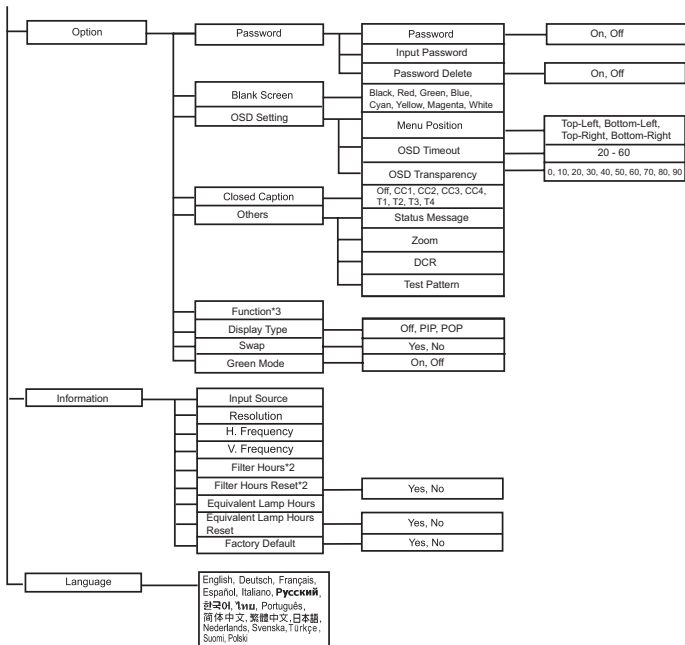 Option
Password
Password
On, Off
Input Password
Password Delete
On, Off
Blank Screen
Black, Red, Green, Blue,
Cyan, Yellow, Magenta, White
OSD Setting
Menu Position
Top-Left, Bottom-Left,
Top-Right, Bottom-Right
OSD Timeout
20 - 60
OSD Transparency
0, 10, 20, 30, 40, 50, 60, 70, 80, 90
Closed Caption
Off, CC1, CC2, CC3, CC4,
T1, T2, T3, T4
Others
Status Message
Zoom
DCR
Test Pattern
Function*3
Display Type
Off, PIP, POP
Swap
Yes, No
Green Mode
On, Off
Information
Input Source
Resolution
H. Frequency
V. Frequency
Filter Hours*2
Filter Hours Reset*2
Yes, No
Equivalent Lamp Hours
Equivalent Lamp Hours
Reset
Yes, No
Factory Default
Yes, No
Language
English, Deutsch, Français,
Español, Italiano, Русский,
한국어, ไทย, Português,
简体中文, 繁體中文, 日本語,
Nederlands, Svenska, Türkçe,
Suomi, Polski